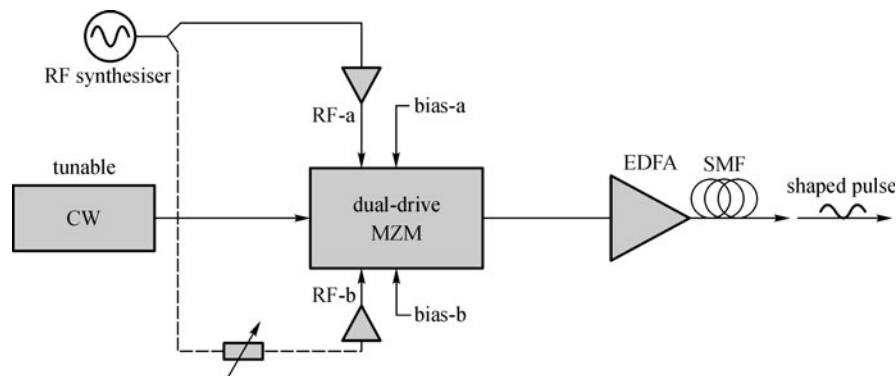 RF synthesiser
RF-a
bias-a
tunable
CW
dual-drive
MZM
EDFA
SMF
shaped pulse
RF-b
bias-b